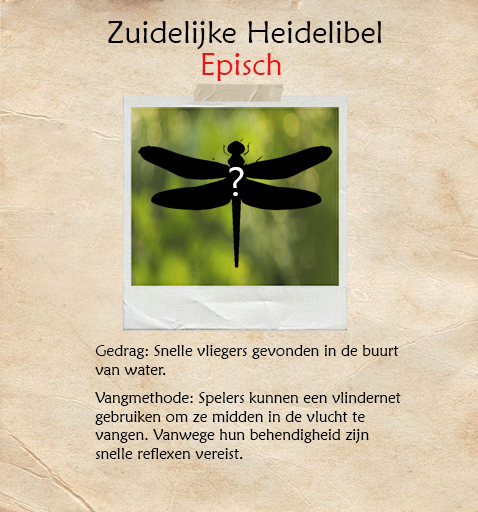 Zuidelijke Heidelibel
Episch
?
Gedrag: Snelle vliegers gevonden in de buurt
van water.
Vangmethode: Spelers kunnen een vlindernet
gebruiken om ze midden in de vlucht te
vangen. Vanwege hun behendigheid zijn
snelle reflexen vereist.